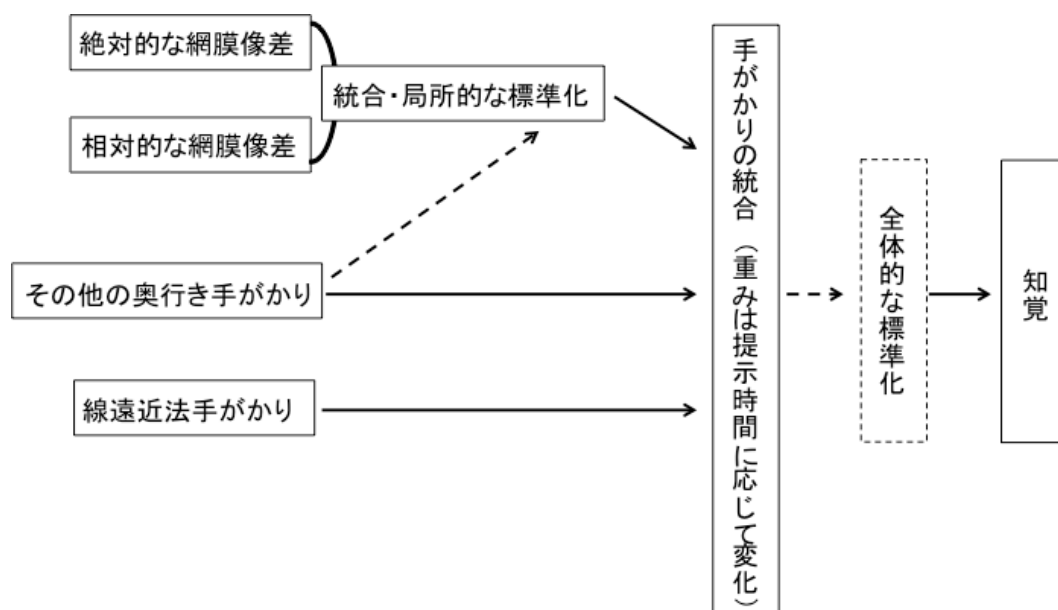 絶対的な網膜像差
統合・局所的な標準化
相対的な網膜像差
その他の奥行き手がかり
線遠近法手がかり
手がかりの統合（重みは提示時間に応じて変化）
全体的な標準化
知覚